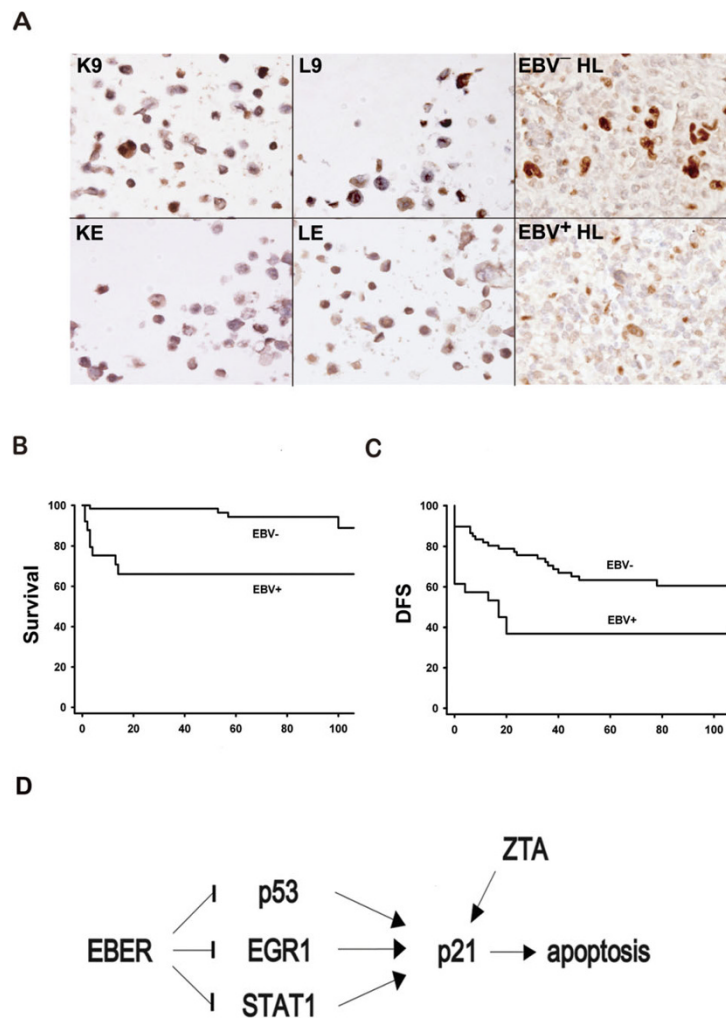 A
K9 L9 EBV⁻ HL
KE LE EBV⁺ HL
B
C
100
80
60
40
20
0
Survival
EBV-
EBV+
0 20 40 60 80 100
100
80
60
40
20
0
DFS
EBV-
EBV+
0 20 40 60 80 100
D
ZTA
p53
EBER EGR1 p21 apoptosis
STAT1